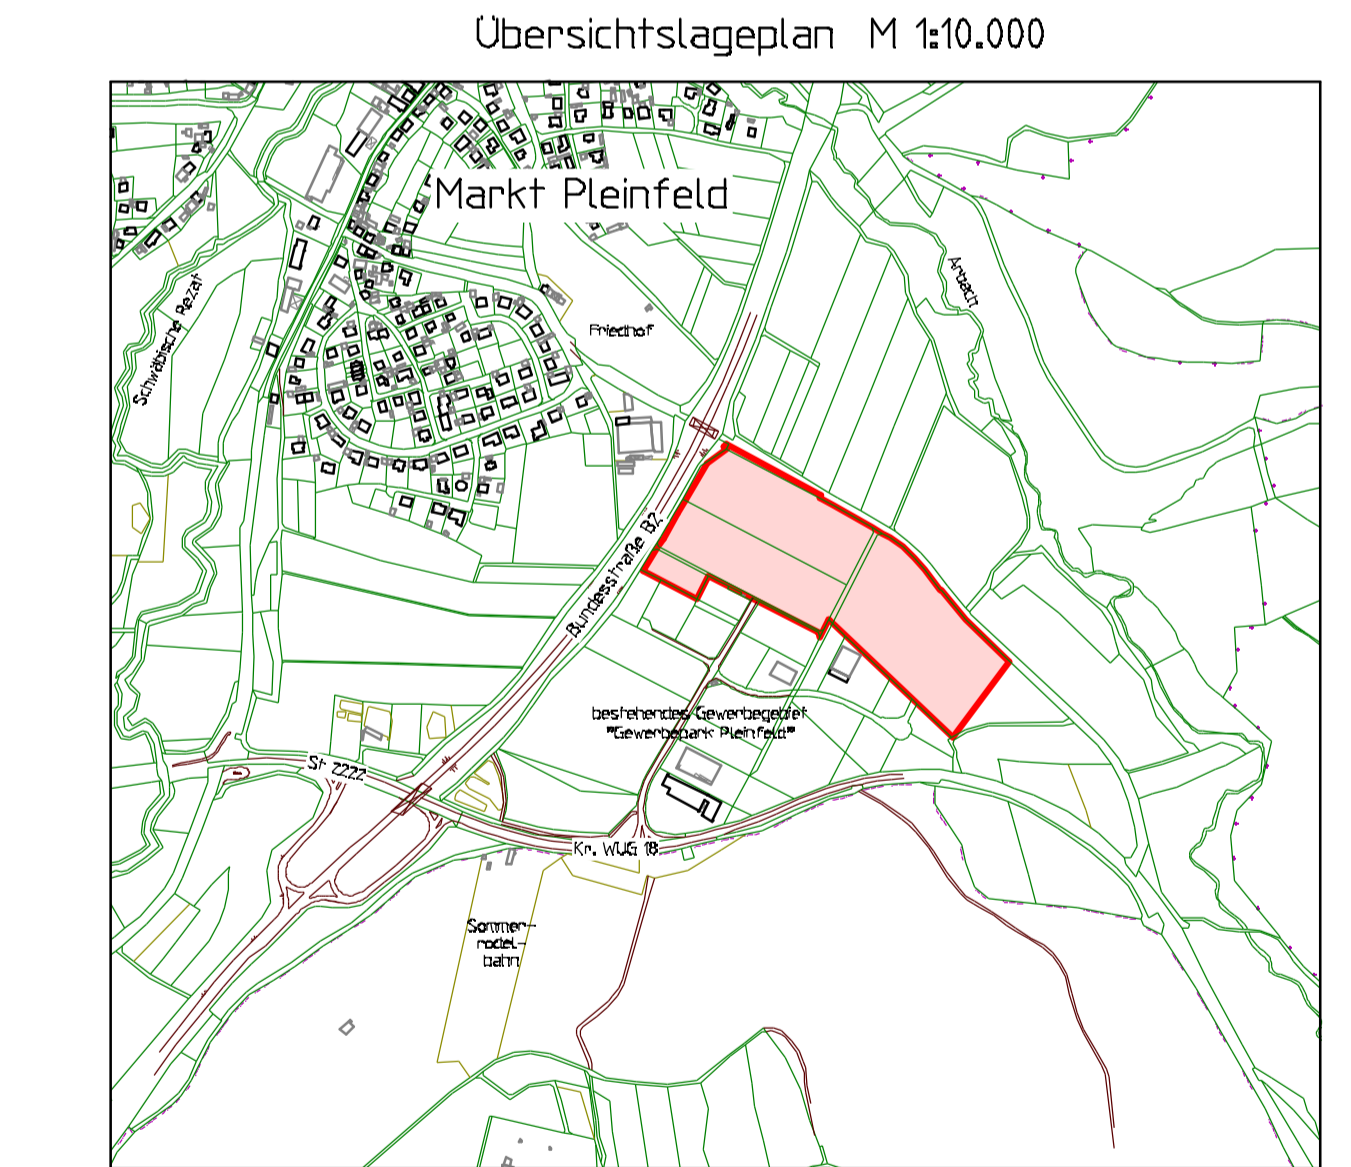 Übersichtslageplan M 1:10.000
Markt Pleinfeld
Arbach
Schwäbische Rezat
Friedhof
Bundesstraße B2
bestehendes Gewerbegebiet
"Gewerbepark Pleinfeld"
St 2222
Kr. WUG 18
Sommer-
rodel-
bahn